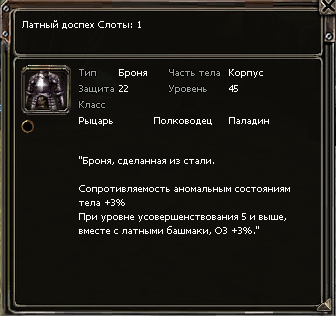 Латный доспех Слоты: 1
Тип Броня Часть тела Корпус
Защита 22 Уровень 45
Класс
Рыцарь Полководец Паладин
"Броня, сделанная из стали.
Сопротивляемость аномальным состояниям
тела +3%
При уровне усовершенствования 5 и выше,
вместе с латными башмаки, ОЗ +3%."